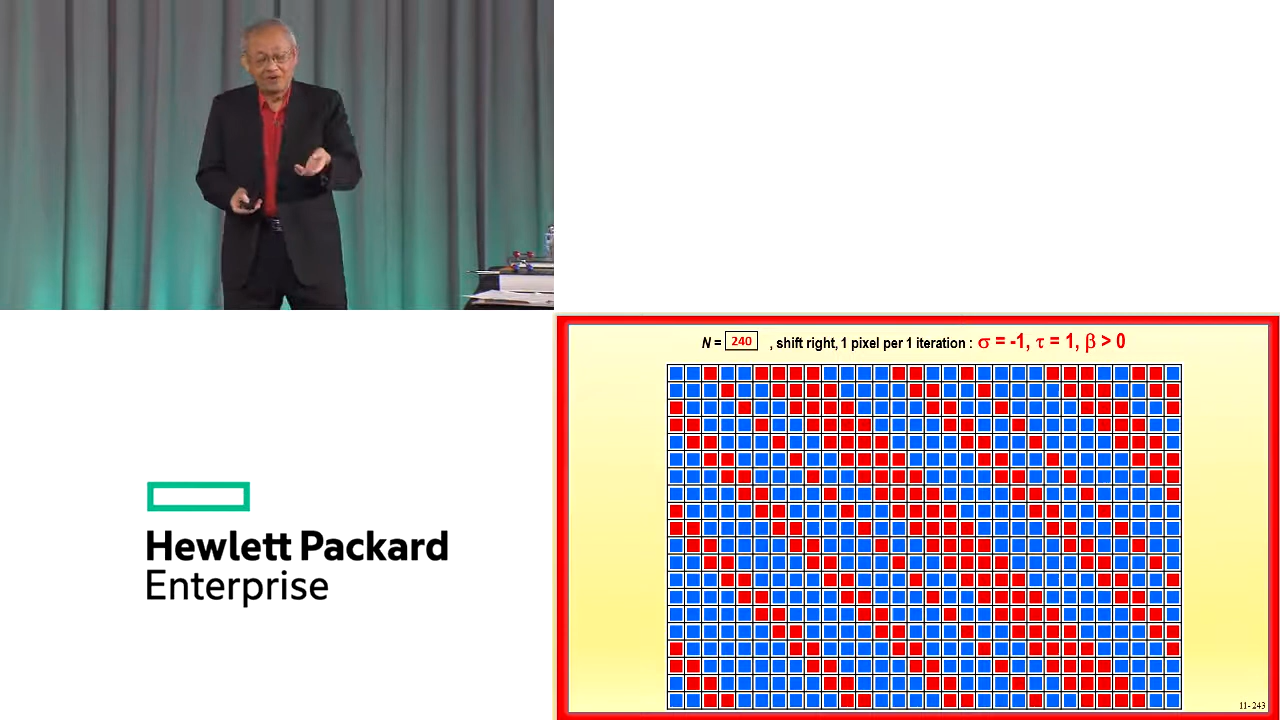 N = 240 , shift right, 1 pixel per 1 iteration : σ = -1, τ = 1, β > 0
Hewlett Packard
Enterprise
11- 243